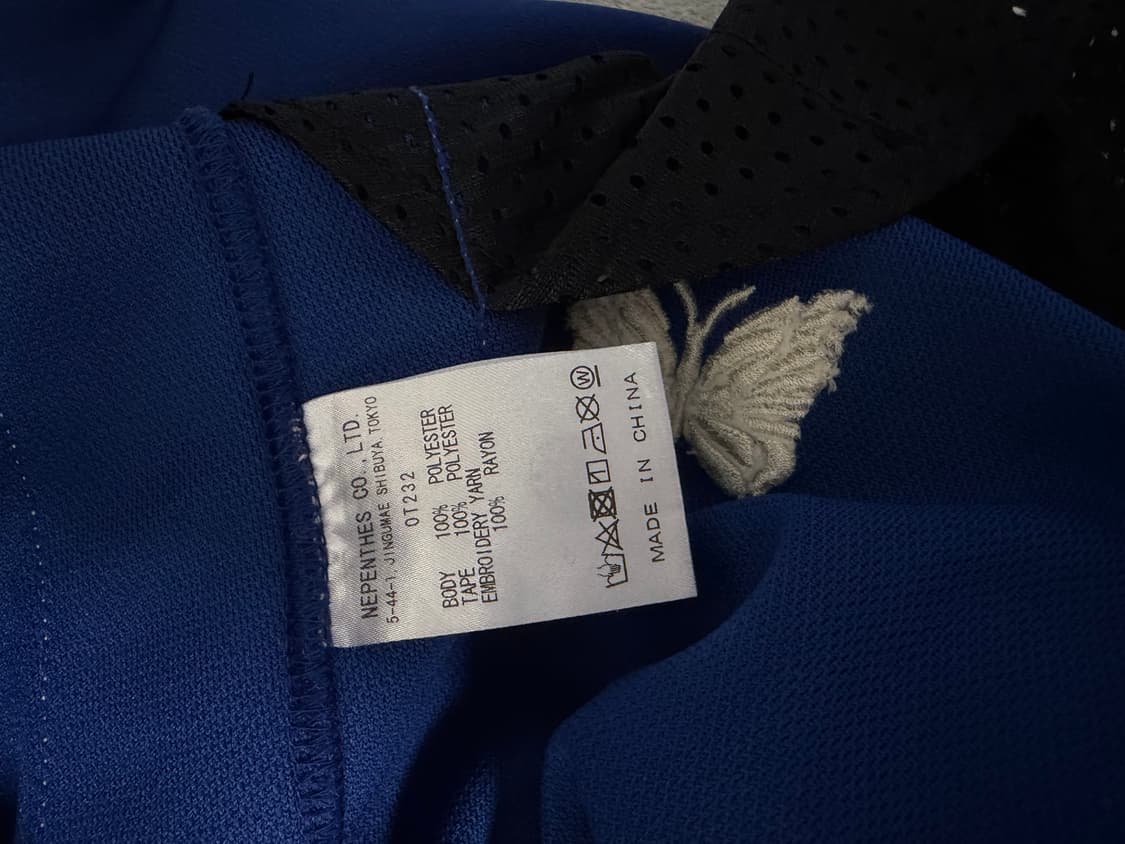 NEPENTHES CO., LTD.
5-44-1, JINGUMAE SHIBUYA, TOKYO
OT232
BODY 100% POLYESTER
TAPE 100% POLYESTER
EMBROIDERY YARN
100% RAYON
W
MADE IN CHINA